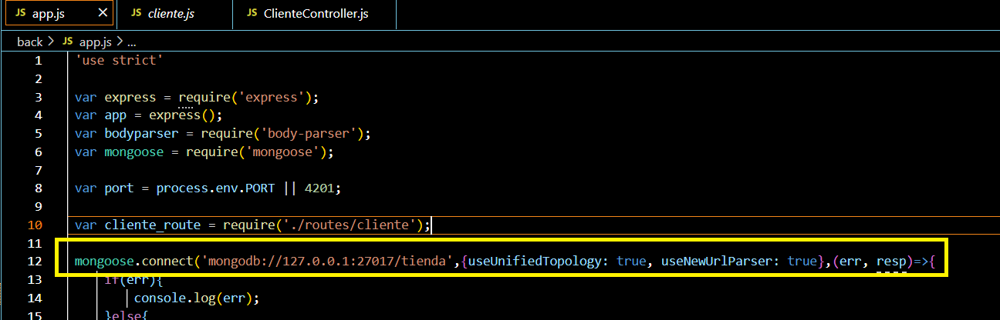 JS app.js × JS cliente.js JS ClienteController.js
back > JS app.js > ...
1 'use strict'
2
3 var express = require('express');
4 var app = express();
5 var bodyparser = require('body-parser');
6 var mongoose = require('mongoose');
7
8 var port = process.env.PORT || 4201;
9
10 var cliente_route = require('./routes/cliente');
11
12 mongoose.connect('mongodb://127.0.0.1:27017/tienda',{useUnifiedTopology: true, useNewUrlParser: true},(err, resp)=>{
13 if(err){
14 console.log(err);
15 }else{